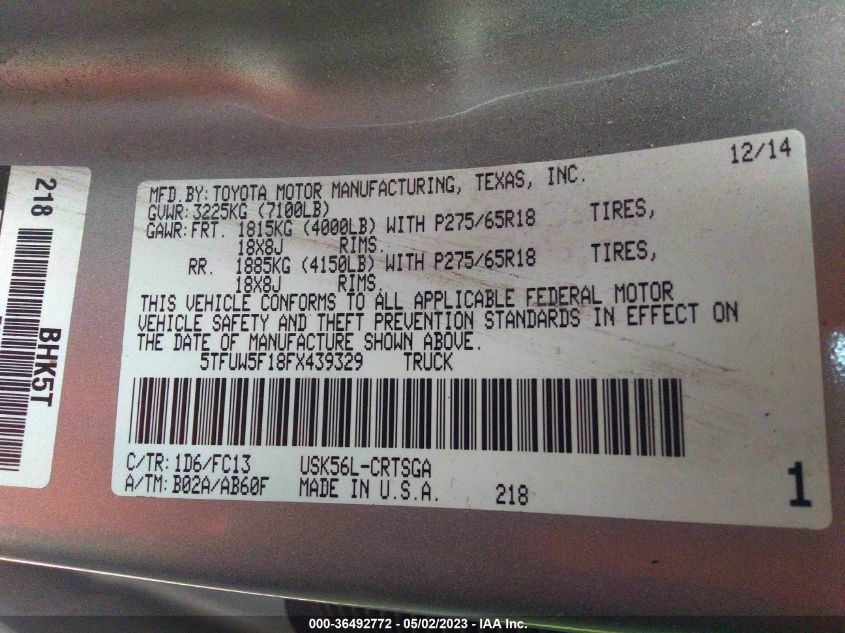 12/14
MFD.BY:TOYOTA MOTOR MANUFACTURING, TEXAS, INC.
GVWR:3225KG (7100LB)
GAWR:FRT. 1815KG (4000LB) WITH P275/65R18 TIRES,
18X8J RIMS.
RR. 1885KG (4150LB) WITH P275/65R18 TIRES,
18X8J RIMS.
THIS VEHICLE CONFORMS TO ALL APPLICABLE FEDERAL MOTOR
VEHICLE SAFETY AND THEFT PREVENTION STANDARDS IN EFFECT ON
THE DATE OF MANUFACTURE SHOWN ABOVE.
5TFUW5F18FX439329 TRUCK
C/TR:1D6/FC13 USK56L-CRTSGA
A/TM:B02A/AB60F MADE IN U.S.A. 218
1
218
BHK5T
000-36492772 - 05/02/2023 - IAA Inc.